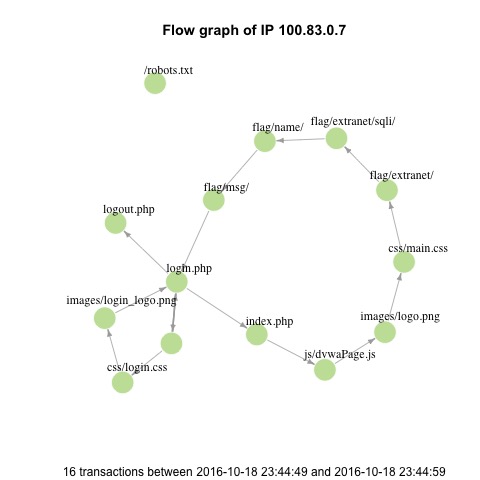 Flow graph of IP 100.83.0.7
/robots.txt
flag/name/
flag/extranet/sqli/
flag/msg/
flag/extranet/
logout.php
css/main.css
login.php
images/login_logo.png
index.php
images/logo.png
js/dvwaPage.js
css/login.css
16 transactions between 2016-10-18 23:44:49 and 2016-10-18 23:44:59